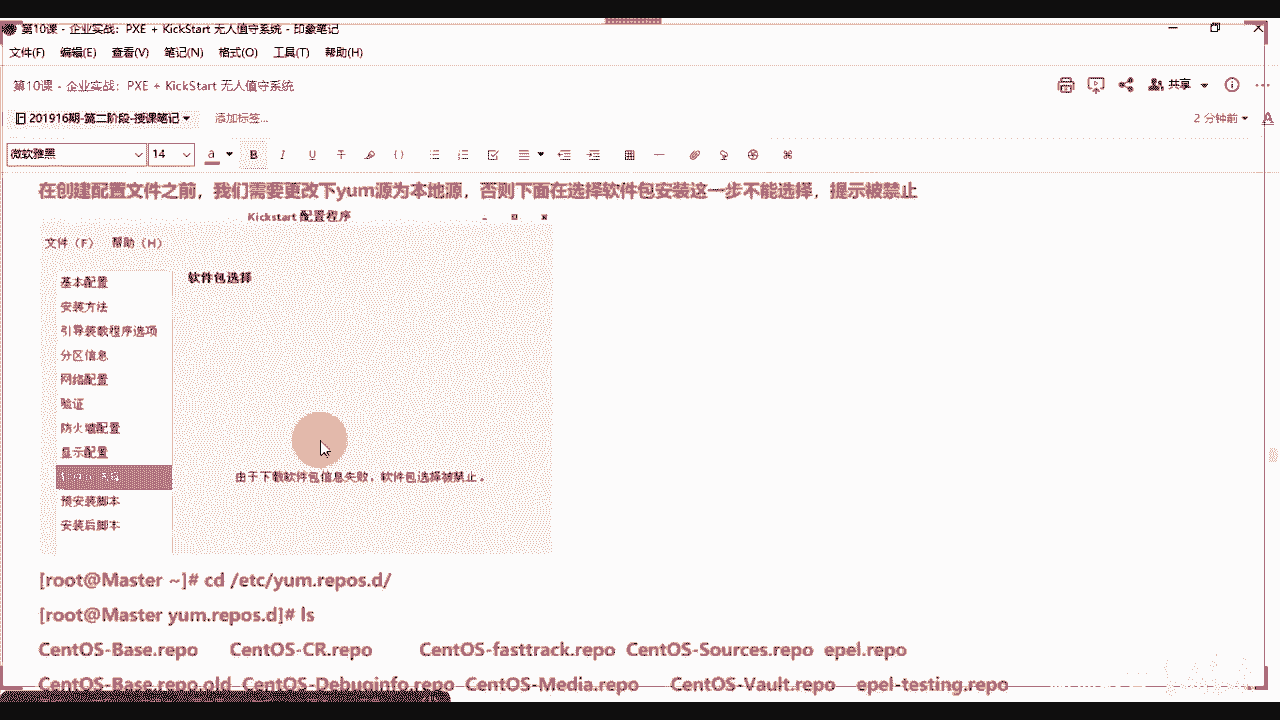 第10课 - 企业实战：PXE + KickStart 无人值守系统 - 印象笔记
文件(F) 编辑(E) 查看(V) 笔记(N) 格式(O) 工具(T) 帮助(H)
第10课 - 企业实战：PXE + KickStart 无人值守系统
共享
201916期-第二阶段-授课笔记 添加标签...
2 分钟前
微软雅黑 14
在创建配置文件之前，我们需要更改下yum源为本地源，否则下面在选择软件包安装这一步不能选择，提示被禁止
Kickstart 配置程序
文件（F） 帮助（H）
基本配置
软件包选择
安装方法
引导装载程序选项
分区信息
网络配置
验证
防火墙配置
显示配置
由于下载软件包信息失败，软件包选择被禁止。
预安装脚本
安装后脚本
[root@Master ~]# cd /etc/yum.repos.d/
[root@Master yum.repos.d]# ls
CentOS-Base.repo CentOS-CR.repo CentOS-fasttrack.repo CentOS-Sources.repo epel.repo
CentOS-Base.repo.old CentOS-Debuginfo.repo CentOS-Media.repo CentOS-Vault.repo epel-testing.repo